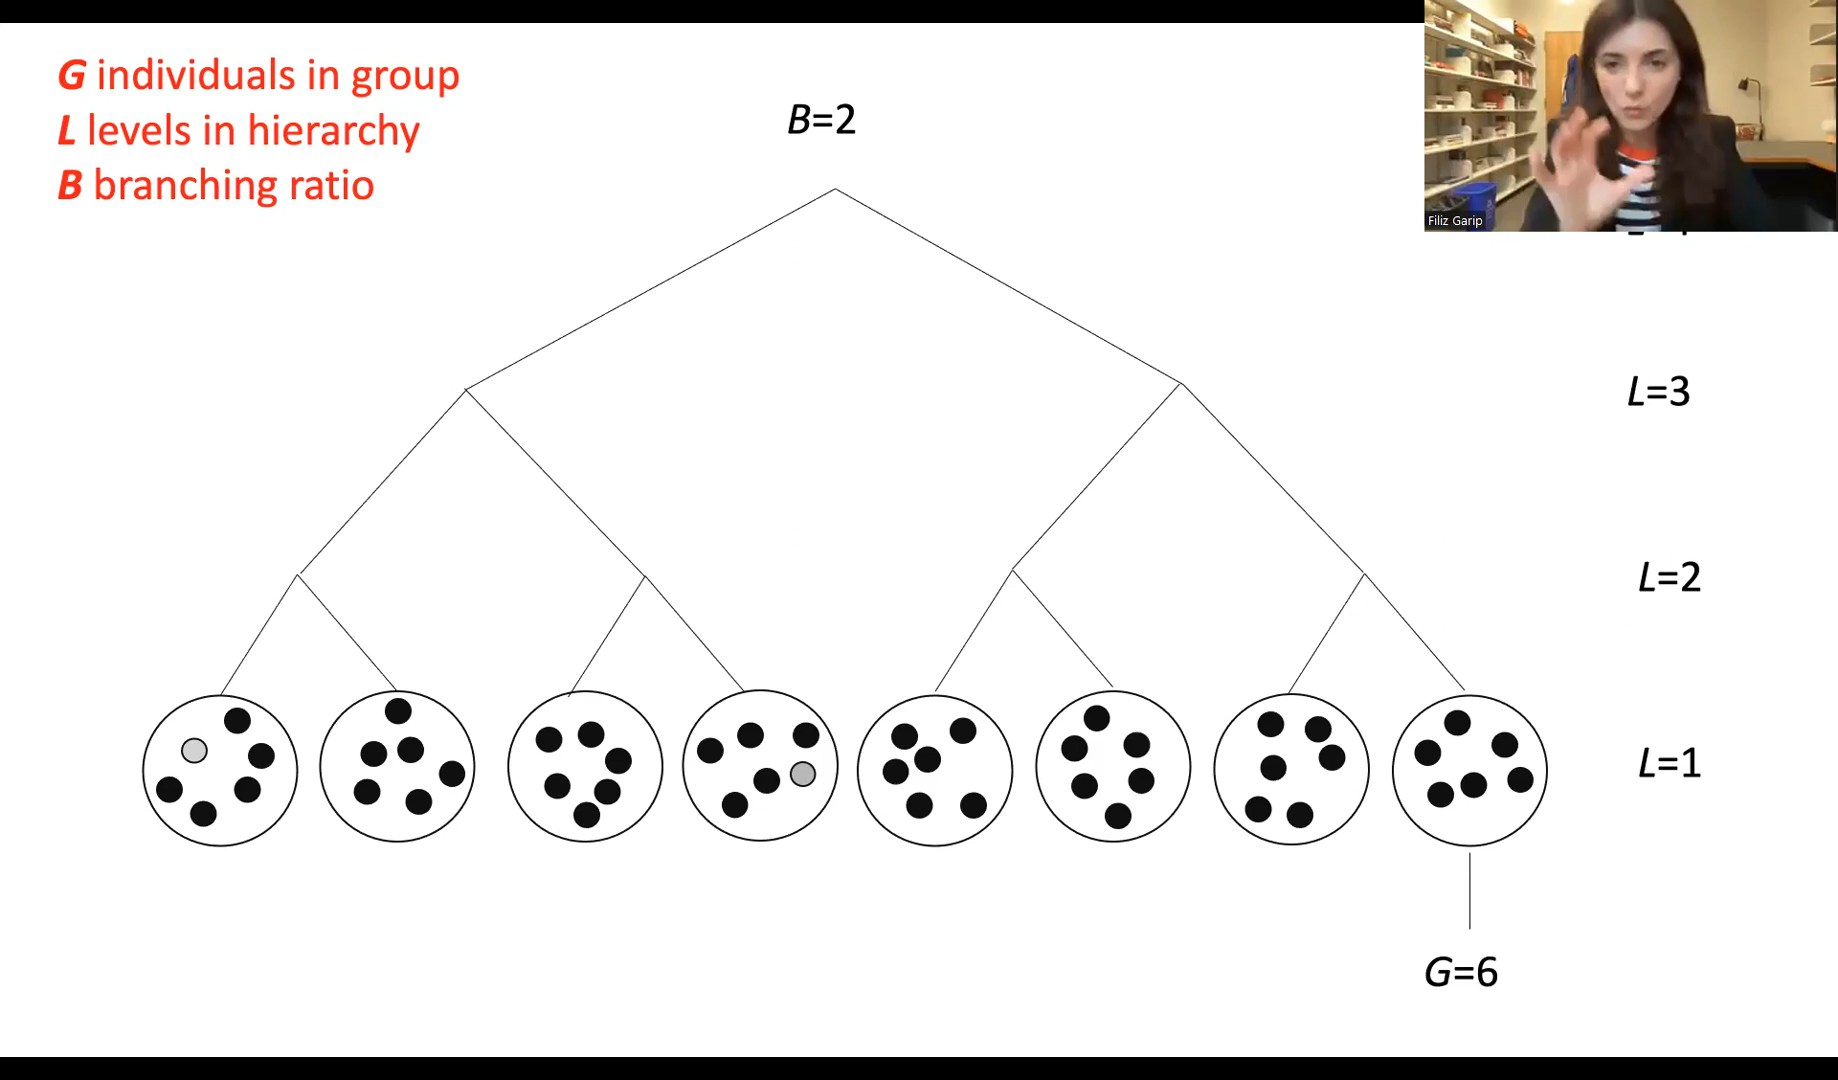 G individuals in group
L levels in hierarchy
B branching ratio
B=2
Filiz Garip
L=3
L=2
L=1
G=6